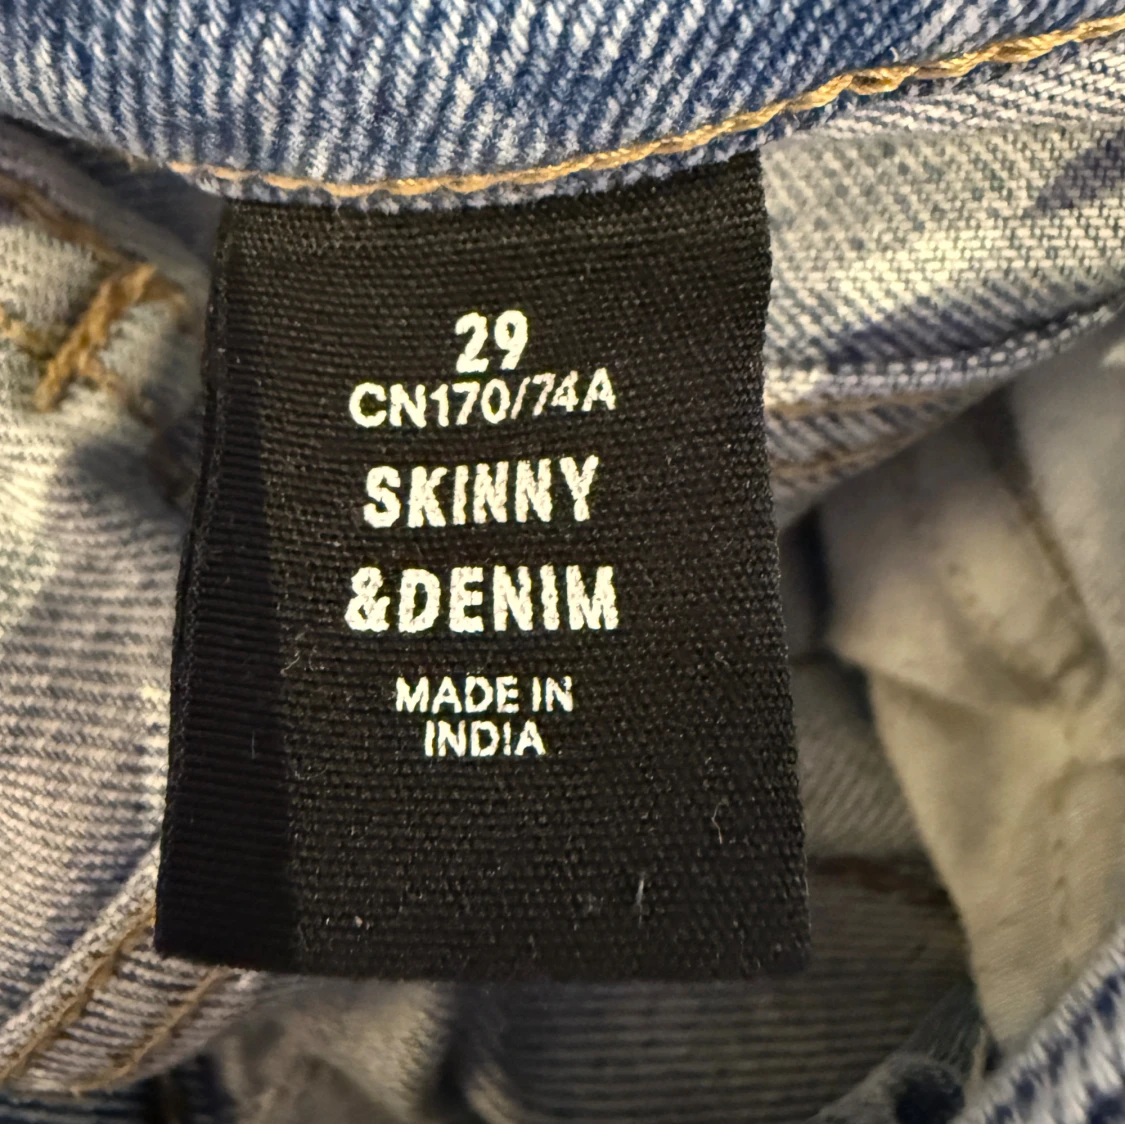 29
CN170/74A
SKINNY
&DENIM
MADE IN
INDIA